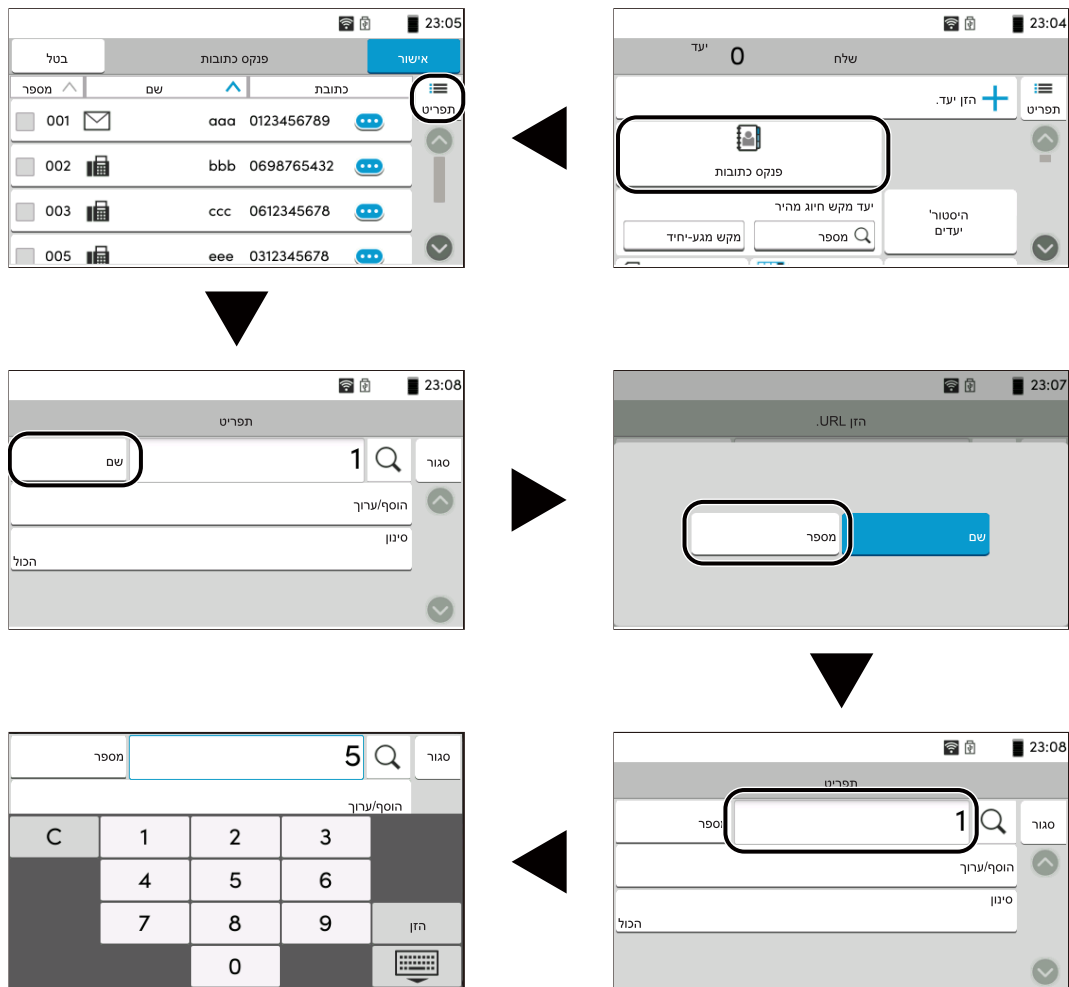 23:04
יעד
0
שלח
הזן יעד.
תפריט
פנקס כתובות
יעד מקש חיוג מהיר
מספר
מקש מגע-יחיד
היסטור'
יעדים
23:05
אישור
פנקס כתובות
בטל
כתובת שם מספר
תפריט
001 aaa 0123456789
002 bbb 0698765432
003 ccc 0612345678
005 eee 0312345678
23:08
תפריט
סגור
1
שם
הוסף/ערוך
סינון
הכול
23:07
הזן URL.
שם
מספר
23:08
תפריט
סגור
1
מספר
הוסף/ערוך
סינון
הכול
סגור
5
מספר
הוסף/ערוך
C 1 2 3
4 5 6
7 8 9 הזן
0